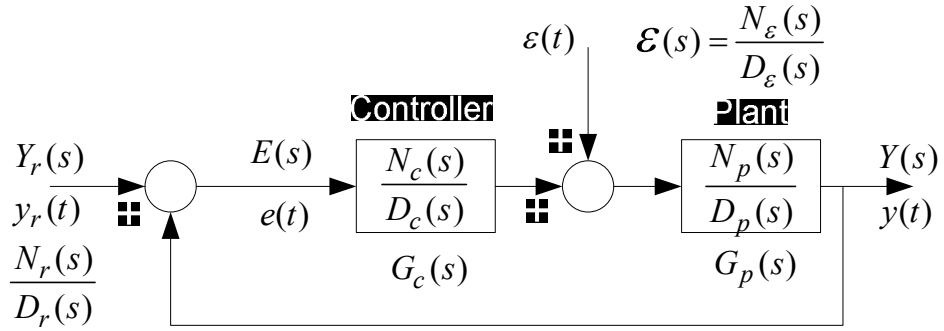 ε(t)
ℰ(s) = N_ε(s) / D_ε(s)
Controller
Plant
Y_r(s)
E(s)
N_c(s) / D_c(s)
N_p(s) / D_p(s)
Y(s)
+
+
+
y_r(t)
e(t)
y(t)
N_r(s) / D_r(s)
G_c(s)
G_p(s)